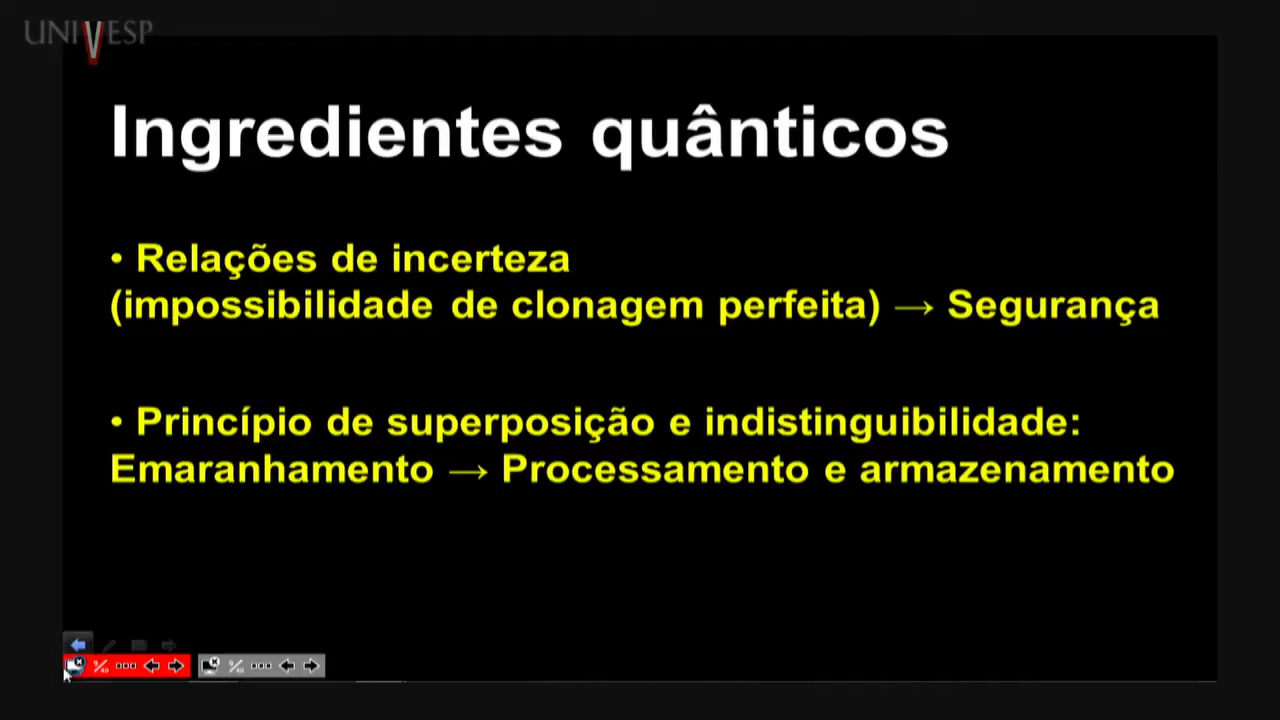 UNIVESP
Ingredientes quânticos
• Relações de incerteza
(impossibilidade de clonagem perfeita) → Segurança
• Princípio de superposição e indistinguibilidade:
Emaranhamento → Processamento e armazenamento